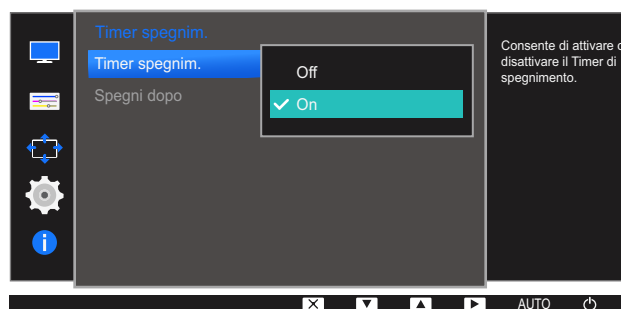 Timer spegnim.
Timer spegnim.
Off
On
Spegni dopo
Consente di attivare
disattivare il Timer di
spegnimento.
AUTO